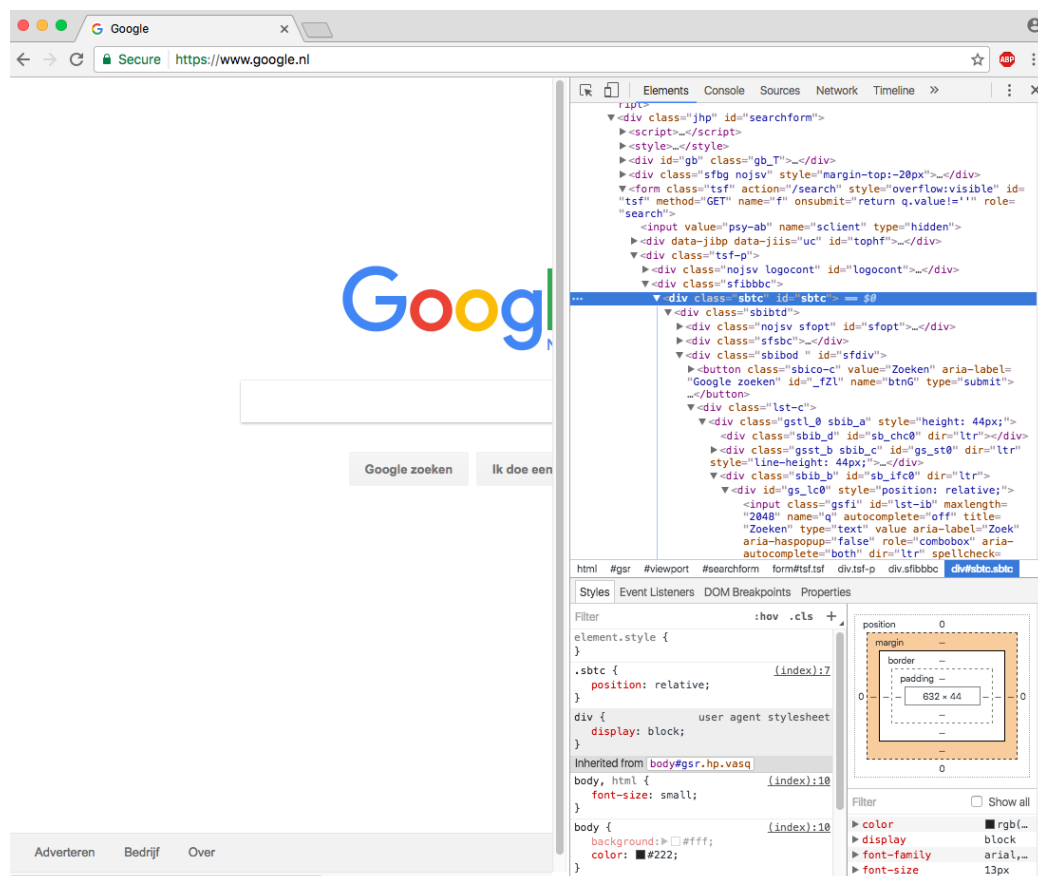 Google
Secure https://www.google.nl
ABP
Elements Console Sources Network Timeline »
ript>
▼<div class="jhp" id="searchform">
▶<script>…</script>
▶<style>…</style>
▶<div id="gb" class="gb_T">…</div>
▶<div class="sfbg nojsv" style="margin-top:-20px">…</div>
▼<form class="tsf" action="/search" style="overflow:visible" id=
"tsf" method="GET" name="f" onsubmit="return q.value!=''" role=
"search">
<input value="psy-ab" name="sclient" type="hidden">
▶<div data-jibp data-jiis="uc" id="tophf">…</div>
▼<div class="tsf-p">
▶<div class="nojsv logocont" id="logocont">…</div>
▼<div class="sfibbbc">
… ▼<div class="sbtc" id="sbtc"> == $0
▼<div class="sbibtd">
▶<div class="nojsv sfopt" id="sfopt">…</div>
▶<div class="sfsbc">…</div>
▼<div class="sbibod " id="sfdiv">
▶<button class="sbico-c" value="Zoeken" aria-label=
"Google zoeken" id="_fZl" name="btnG" type="submit">
…</button>
▼<div class="lst-c">
▼<div class="gstl_0 sbib_a" style="height: 44px;">
<div class="sbib_d" id="sb_chc0" dir="ltr"></div>
▶<div class="gsst_b sbib_c" id="gs_st0" dir="ltr"
style="line-height: 44px;">…</div>
▼<div class="sbib_b" id="sb_ifc0" dir="ltr">
▼<div id="gs_lc0" style="position: relative;">
<input class="gsfi" id="lst-ib" maxlength=
"2048" name="q" autocomplete="off" title=
"Zoeken" type="text" value aria-label="Zoek"
aria-haspopup="false" role="combobox" aria-
autocomplete="both" dir="ltr" spellcheck=
Googl
N
Google zoeken
Ik doe een
Adverteren Bedrijf Over
html #gsr #viewport #searchform form#tsf.tsf div.tsf-p div.sfibbbc div#sbtc.sbtc
Styles Event Listeners DOM Breakpoints Properties
Filter :hov .cls +
element.style {
}
.sbtc { (index):7
position: relative;
}
div { user agent stylesheet
display: block;
}
Inherited from body#gsr.hp.vasq
body, html { (index):10
font-size: small;
}
body { (index):10
background:▶#fff;
color: #222;
}
position 0
margin –
border –
padding –
0 – – – 632 × 44 – – – 0
–
–
–
0
Filter Show all
▶color rgb(…
▶display block
▶font-family arial,…
▶font-size 13px